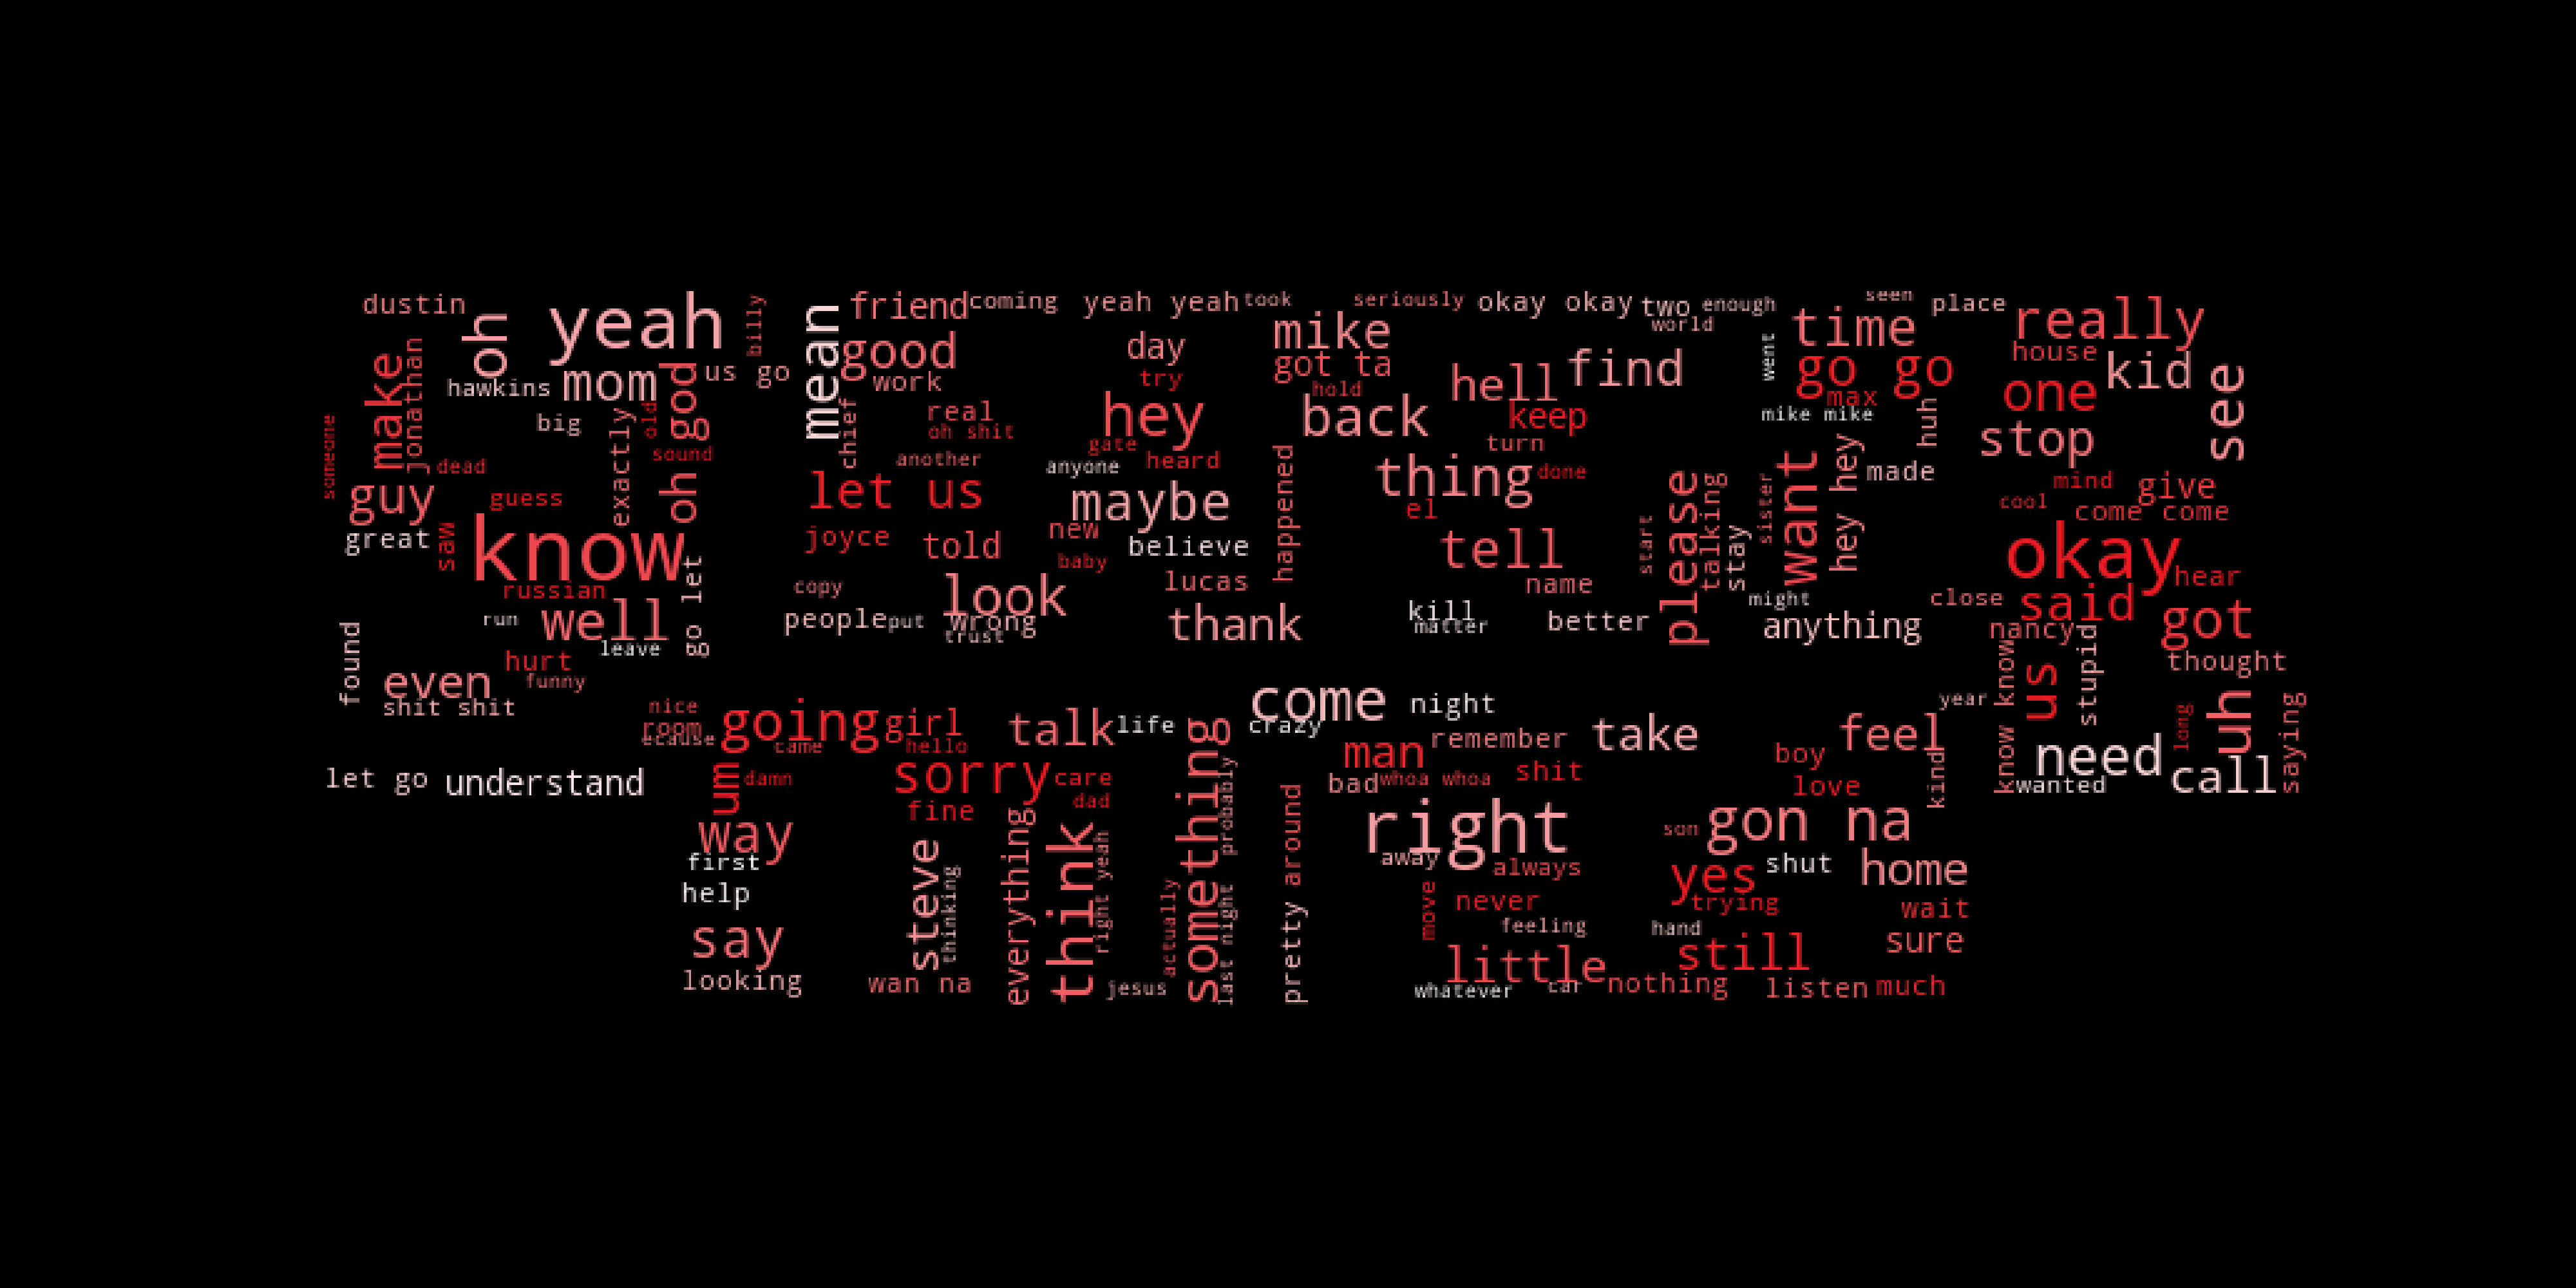 dustin
oh
yeah
billy
mean
friend
coming
yeah yeah
took
seriously
okay okay
two
enough
seen
place
really
world
mike
time
good
day
make
jonathan
hawkins
mom
oh god
us go
work
try
got ta
hold
hell
find
went
go go
house
one
kid
see
big
exactly
old
chief
real
oh shit
hey
gate
back
keep
turn
max
mike mike
huh
stop
someone
dead
sound
another
anyone
heard
happened
thing
done
please
talking
sister
want
hey hey
made
mind
give
guy
guess
let us
maybe
el
cool
come come
great
saw
know
joyce
told
new
believe
baby
tell
start
stay
okay
hear
russian
go let
copy
look
lucas
name
might
close
said
got
run
well
leave
people
put
wrong
trust
thank
kill
matter
better
anything
nancy
found
hurt
funny
know know
us
stupid
thought
even
shit shit
nice
room
ecause
going
came
girl
hello
talk
life
something
come
crazy
night
take
year
feel
uh
long
saying
man
remember
boy
kind
need
wanted
call
let go
understand
um
damn
sorry
care
probably
bad
whoa whoa
shit
love
fine
dad
way
everything
think
right yeah
pretty around
right
son
gon na
first
steve
thinking
away
always
yes
shut
home
help
actually
last night
move
never
trying
wait
say
feeling
hand
still
sure
looking
wan na
jesus
little
whatever
car
nothing
listen
much